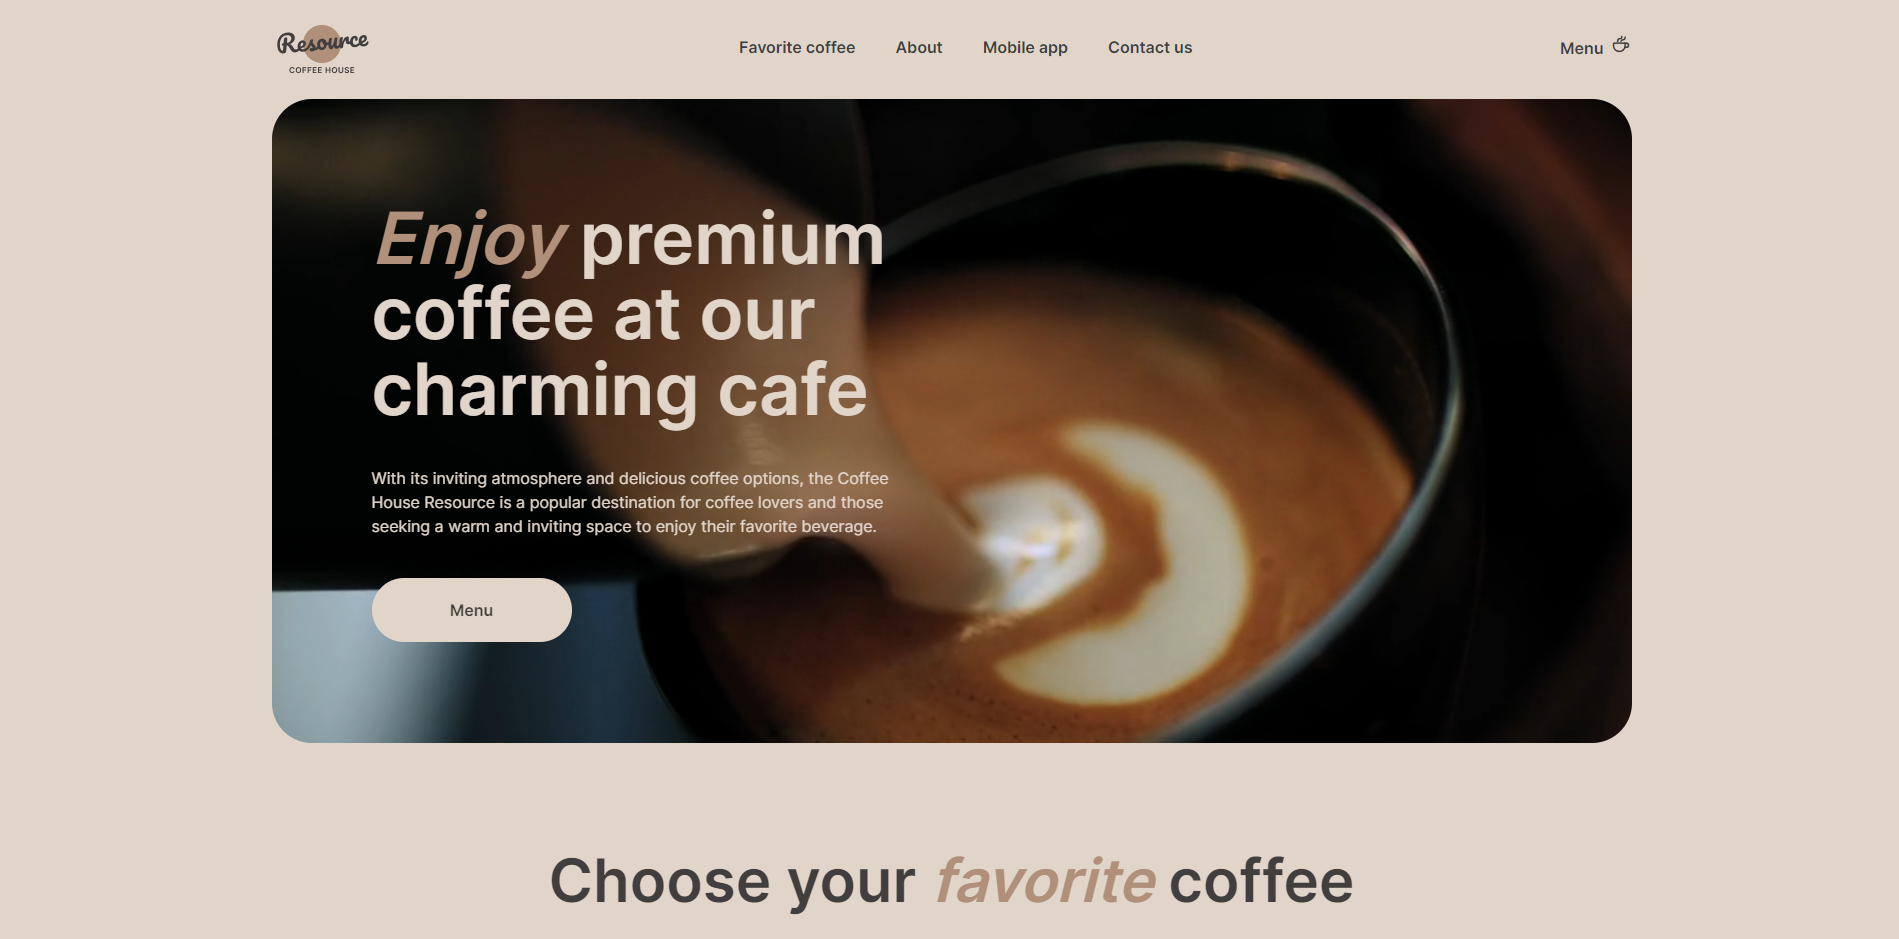 Resource
COFFEE HOUSE
Favorite coffee
About
Mobile app
Contact us
Menu
Enjoy premium
coffee at our
charming cafe
With its inviting atmosphere and delicious coffee options, the Coffee
House Resource is a popular destination for coffee lovers and those
seeking a warm and inviting space to enjoy their favorite beverage.
Menu
Choose your favorite coffee